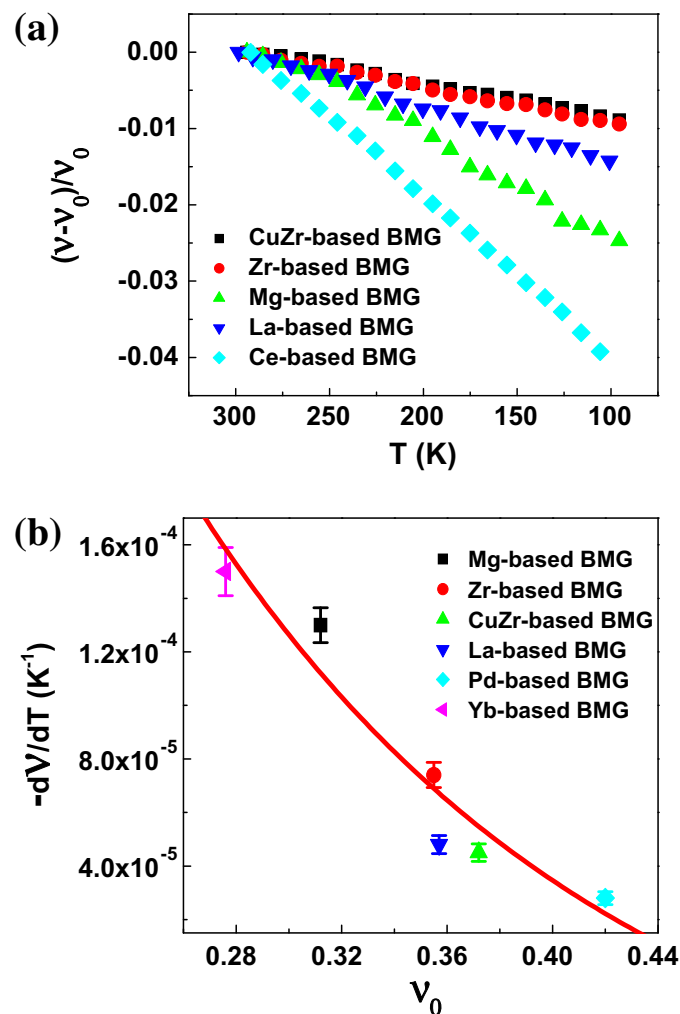 (a)
0.00
-0.01
-0.02
-0.03
-0.04
(ν-ν₀)/ν₀
CuZr-based BMG
Zr-based BMG
Mg-based BMG
La-based BMG
Ce-based BMG
300 250 200 150 100
T (K)
(b)
1.6x10⁻⁴
1.2x10⁻⁴
8.0x10⁻⁵
4.0x10⁻⁵
-dν/dT (K⁻¹)
Mg-based BMG
Zr-based BMG
CuZr-based BMG
La-based BMG
Pd-based BMG
Yb-based BMG
0.28 0.32 0.36 0.40 0.44
ν₀